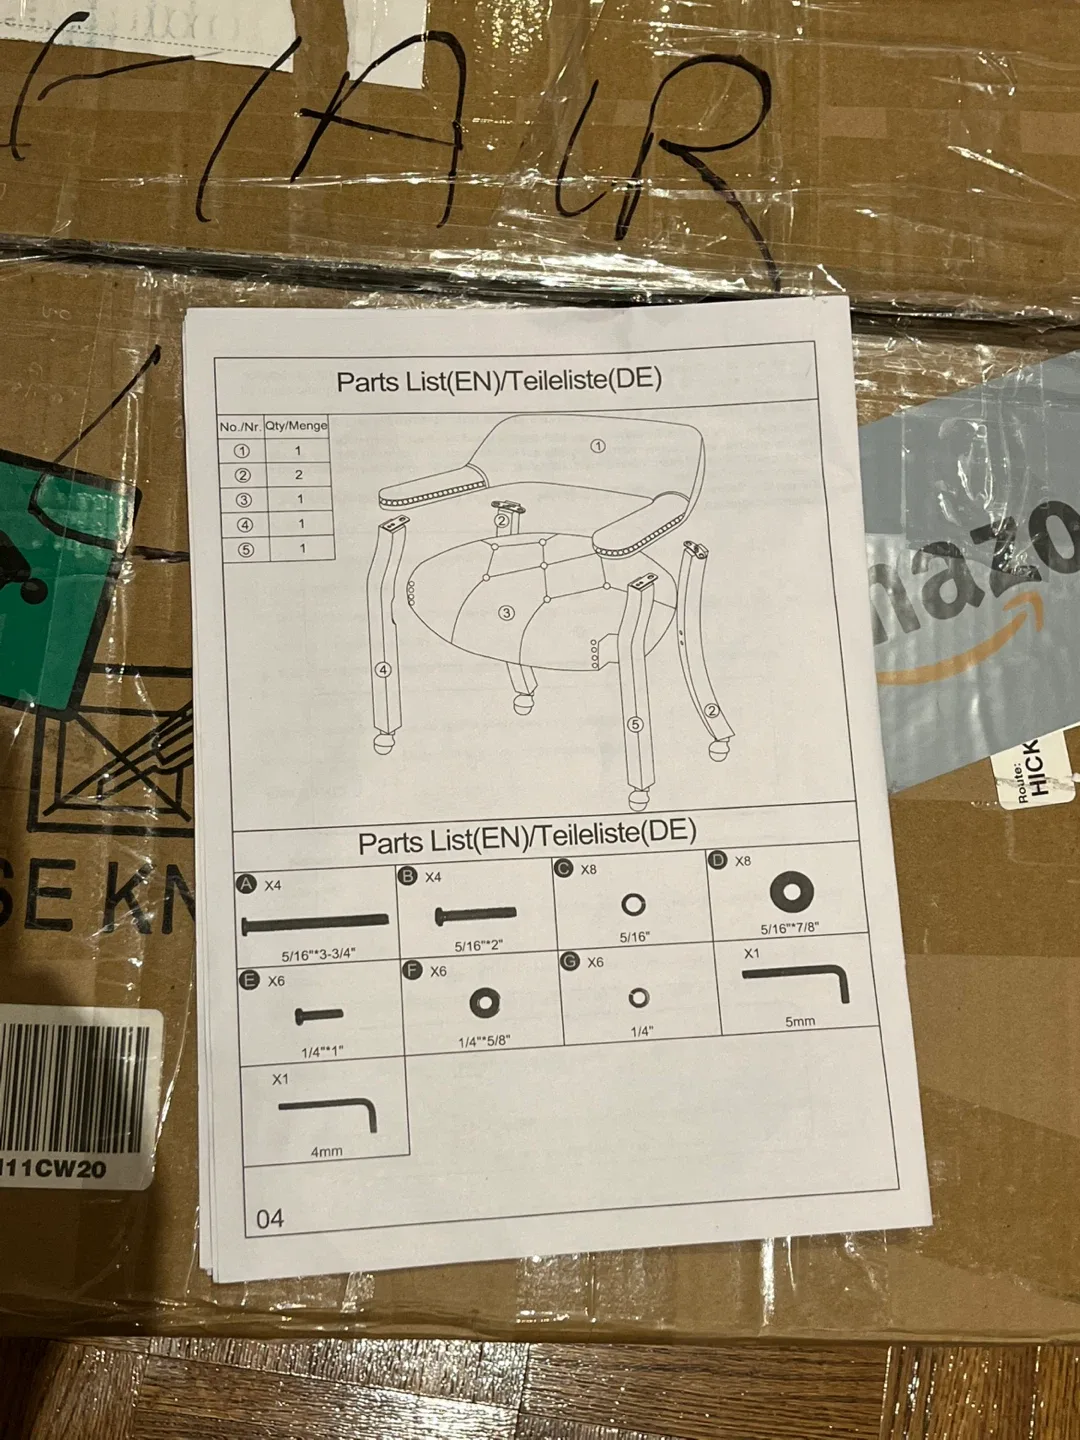 Parts List(EN)/Teileliste(DE)
No./Nr. Qty/Menge
① 1
② 2
③ 1
④ 1
⑤ 1
①
②
③
④
⑤
②
Parts List(EN)/Teileliste(DE)
A X4
5/16"*3-3/4"
B X4
5/16"*2"
C X8
5/16"
D X8
5/16"*7/8"
E X6
1/4"*1"
F X6
1/4"*5/8"
G X6
1/4"
X1
5mm
X1
4mm
04
mazo
Route:
HICK
SE KN
11CW20